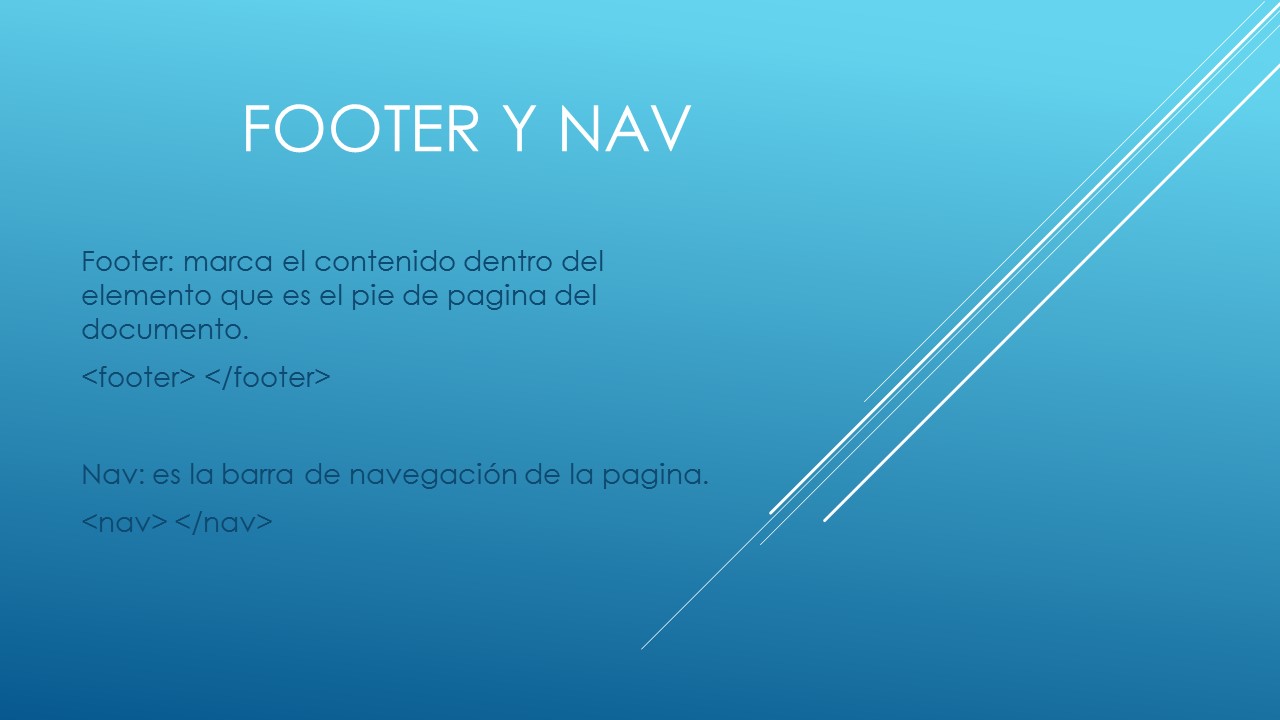 FOOTER Y NAV
Footer: marca el contenido dentro del
elemento que es el pie de pagina del
documento.
<footer> </footer>
Nav: es la barra de navegación de la pagina.
<nav> </nav>